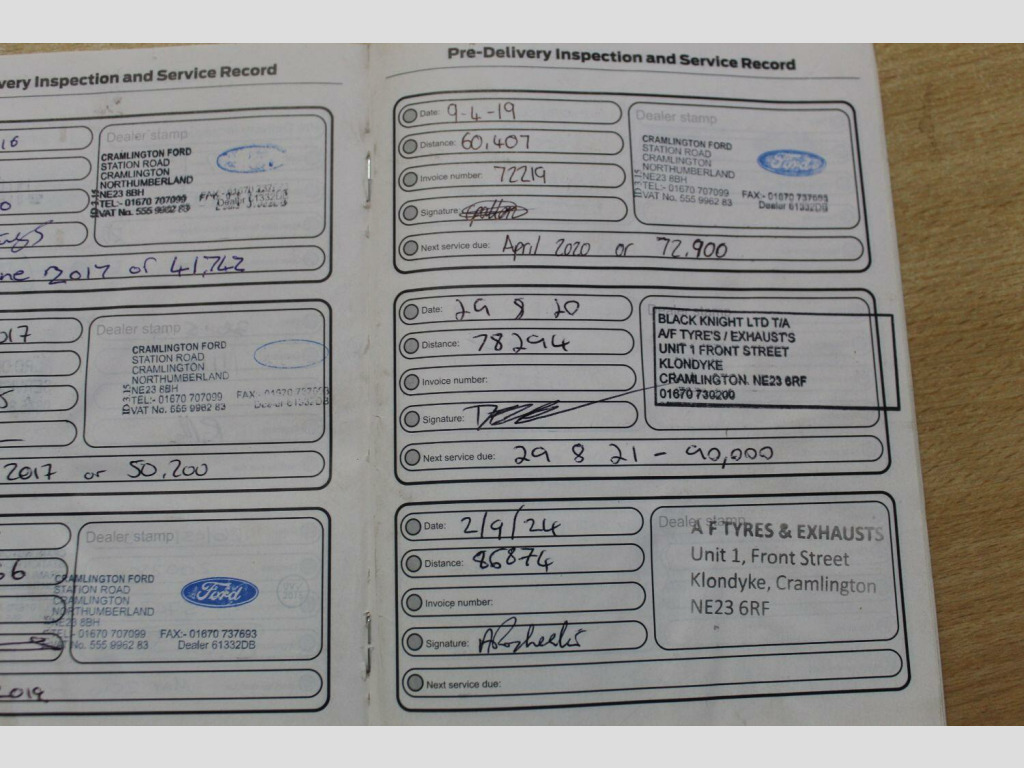 very Inspection and Service Record
16
Dealer stamp
CRAMLINGTON FORD
STATION ROAD
CRAMLINGTON
NORTHUMBERLAND
NE23 8BH
TEL:- 01670 707099
VAT No. 555 9962 83
ne 2017 or 41,742
017
Dealer stamp
CRAMLINGTON FORD
STATION ROAD
CRAMLINGTON
NORTHUMBERLAND
NE23 8BH
TEL:- 01670 707099 FAX:- 01670 737693
VAT No. 555 9962 83 Dealer 61332DB
2017 or 50,200
66
Dealer stamp
CRAMLINGTON FORD
STATION ROAD
CRAMLINGTON
NORTHUMBERLAND
NE23 8BH
Ford
TEL:- 01670 707099 FAX:- 01670 737693
No. 555 9962 83 Dealer 61332DB
2019
Pre-Delivery Inspection and Service Record
Date: 9-4-19
Distance: 60,407
Invoice number: 72219
Signature:
Next service due: April 2020 or 72,900
Dealer stamp
CRAMLINGTON FORD
STATION ROAD
CRAMLINGTON
NORTHUMBERLAND
NE23 8BH
Ford
TEL:- 01670 707099 FAX:- 01670 737693
VAT No. 555 9962 83 Dealer 61332DB
Date: 29 8 20
Distance: 78294
Invoice number:
Signature:
Next service due: 29 8 21 - 90,000
BLACK KNIGHT LTD T/A
A/F TYRE'S / EXHAUST'S
UNIT 1 FRONT STREET
KLONDYKE
CRAMLINGTON. NE23 6RF
01670 730200
Date: 2/9/24
Distance: 86874
Invoice number:
Signature:
Next service due:
Dealer stamp
A F TYRES & EXHAUSTS
Unit 1, Front Street
Klondyke, Cramlington
NE23 6RF